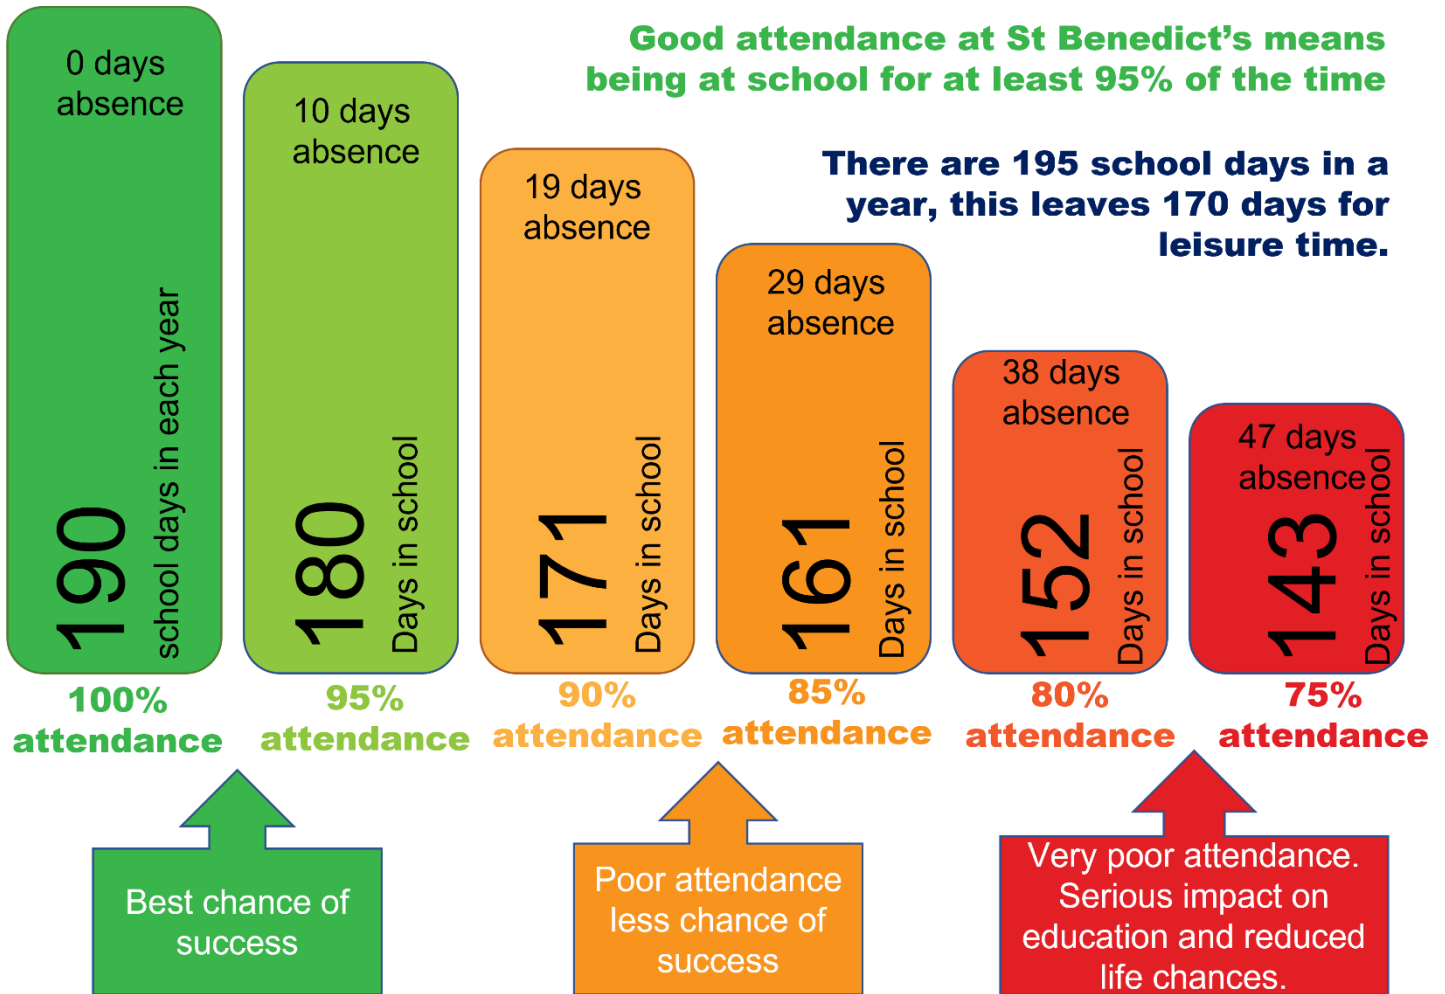 Good attendance at St Benedict’s means
being at school for at least 95% of the time
There are 195 school days in a
year, this leaves 170 days for
leisure time.
0 days
absence
190
school days in each year
100%
attendance
10 days
absence
180
Days in school
95%
attendance
19 days
absence
171
Days in school
90%
attendance
29 days
absence
161
Days in school
85%
attendance
38 days
absence
152
Days in school
80%
attendance
47 days
absence
143
Days in school
75%
attendance
Best chance of
success
Poor attendance
less chance of
success
Very poor attendance.
Serious impact on
education and reduced
life chances.